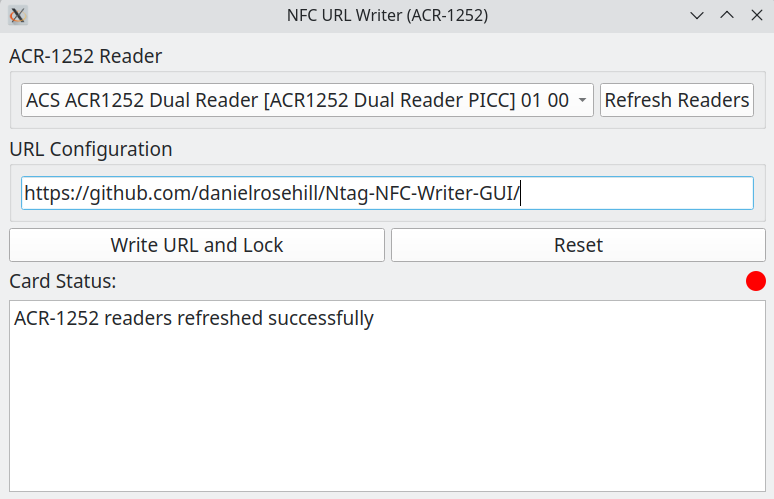 NFC URL Writer (ACR-1252)
ACR-1252 Reader
ACS ACR1252 Dual Reader [ACR1252 Dual Reader PICC] 01 00
Refresh Readers
URL Configuration
https://github.com/danielrosehill/Ntag-NFC-Writer-GUI/
Write URL and Lock
Reset
Card Status:
ACR-1252 readers refreshed successfully